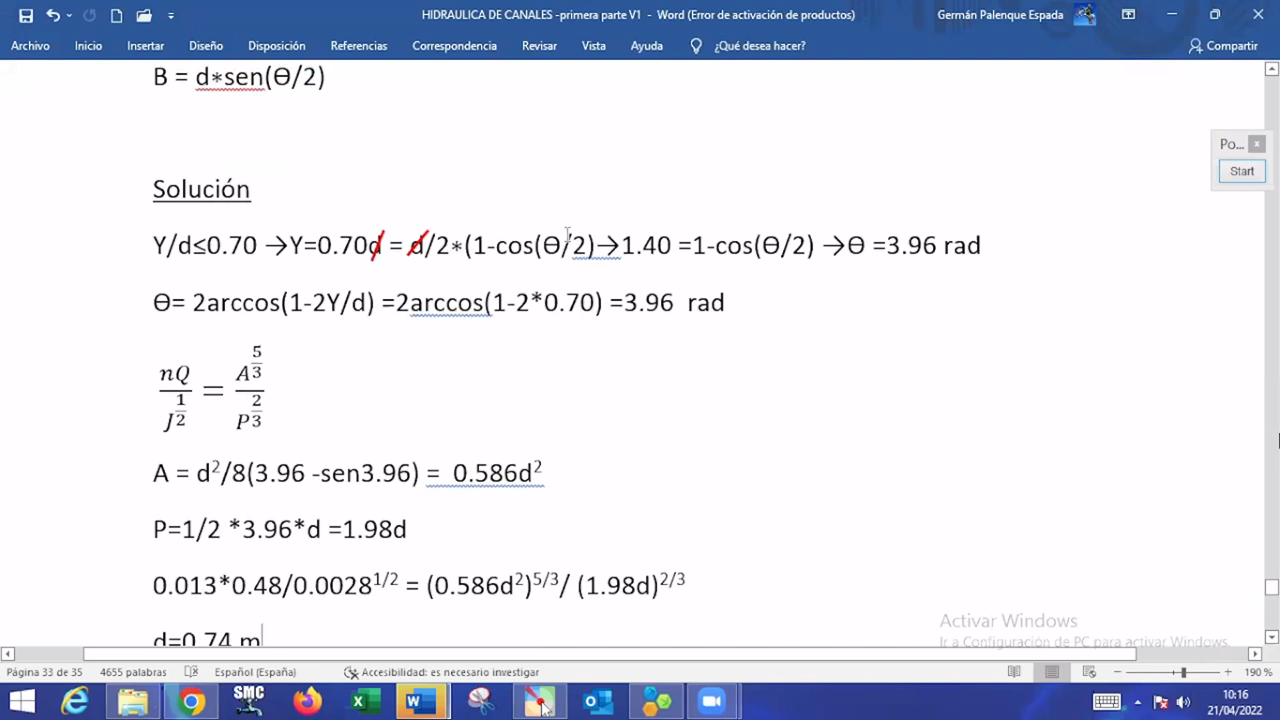 HIDRAULICA DE CANALES -primera parte V1 - Word (Error de activación de productos)
Germán Palenque Espada
Archivo Inicio Insertar Diseño Disposición Referencias Correspondencia Revisar Vista Ayuda ¿Qué desea hacer? Compartir
B = d*sen(Ɵ/2)
Po...
Start
Solución
Y/d≤0.70 →Y=0.70d = d/2*(1-cos(Ɵ/2)→1.40 =1-cos(Ɵ/2) →Ɵ =3.96 rad
Ɵ= 2arccos(1-2Y/d) =2arccos(1-2*0.70) =3.96 rad
nQ/J^(1/2) = A^(5/3)/P^(2/3)
A = d²/8(3.96 -sen3.96) = 0.586d²
P=1/2 *3.96*d =1.98d
0.013*0.48/0.0028^(1/2) = (0.586d²)^(5/3)/ (1.98d)^(2/3)
d=0.74 m
Activar Windows
Ir a Configuración de PC para activar Windows.
Página 33 de 35 4655 palabras Español (España) Accesibilidad: es necesario investigar 190 %
SMC
10:16
21/04/2022